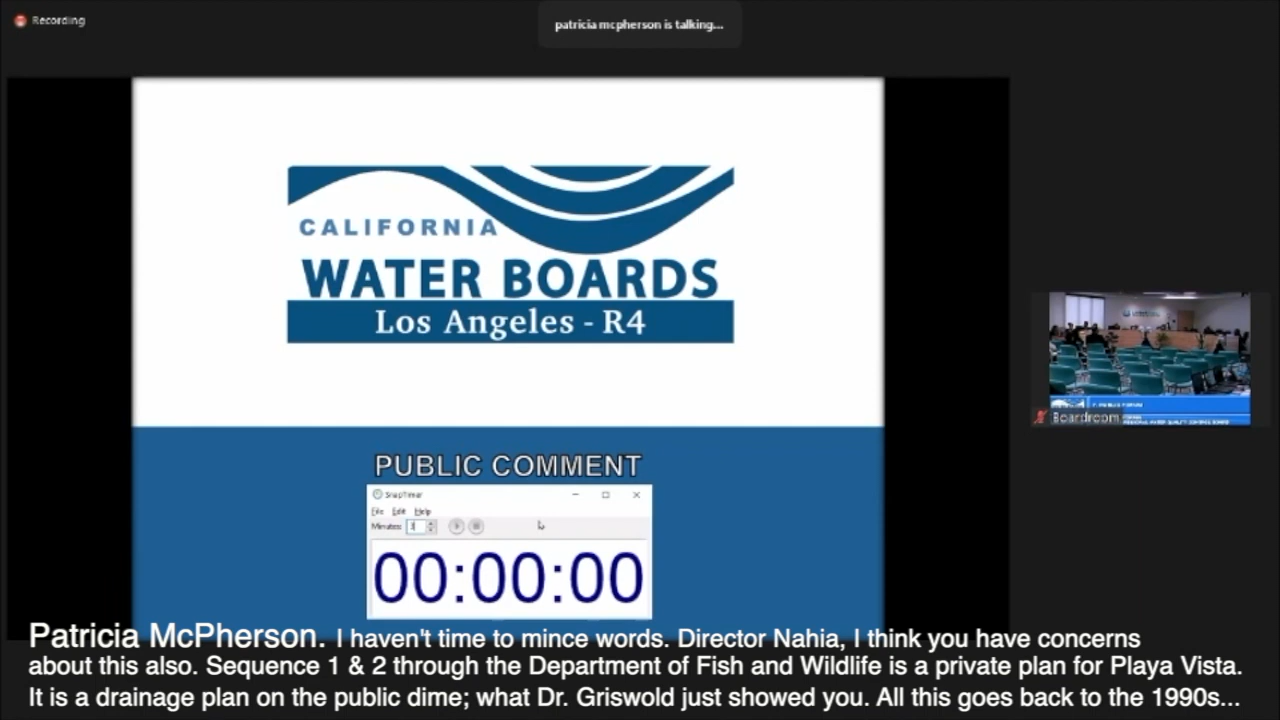 Recording
patricia mcpherson is talking...
CALIFORNIA
WATER BOARDS
Los Angeles - R4
PUBLIC COMMENT
SnapTimer
File Edit Help
Minutes:
00:00:00
Boardroom
Patricia McPherson. I haven't time to mince words. Director Nahia, I think you have concerns
about this also. Sequence 1 & 2 through the Department of Fish and Wildlife is a private plan for Playa Vista.
It is a drainage plan on the public dime; what Dr. Griswold just showed you. All this goes back to the 1990s...